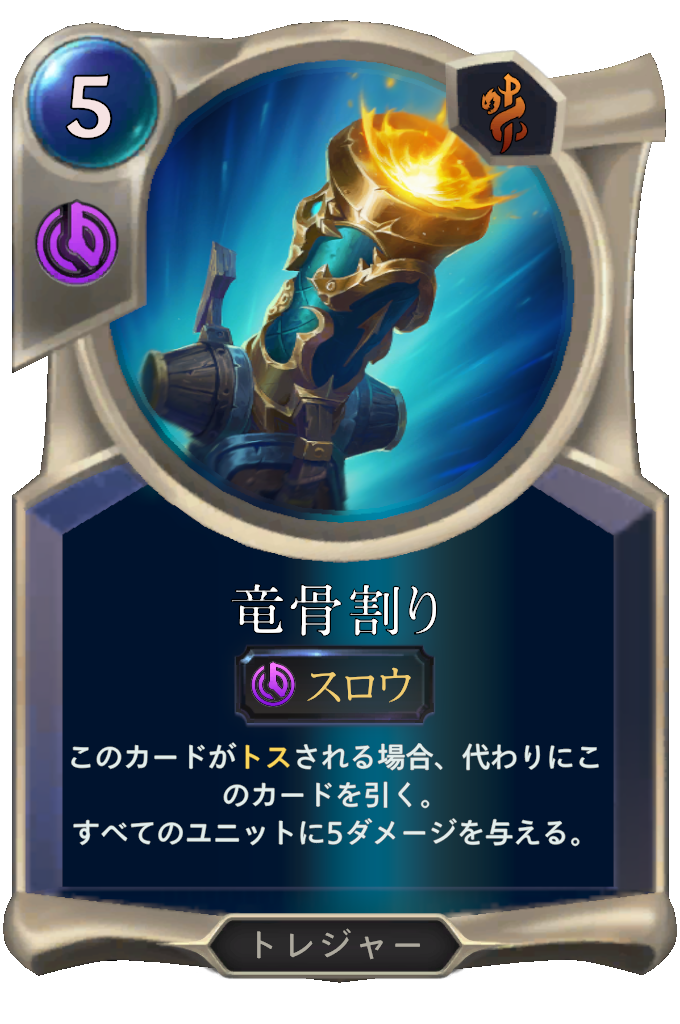 5
竜骨割り
スロウ
このカードがトスされる場合、代わりにこ
のカードを引く。
すべてのユニットに5ダメージを与える。
トレジャー